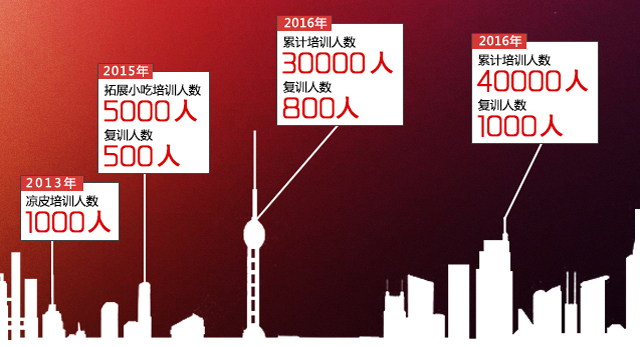 2013年
凉皮培训人数
1000人
2015年
拓展小吃培训人数
5000人
复训人数
500人
2016年
累计培训人数
30000人
复训人数
800人
2016年
累计培训人数
40000人
复训人数
1000人